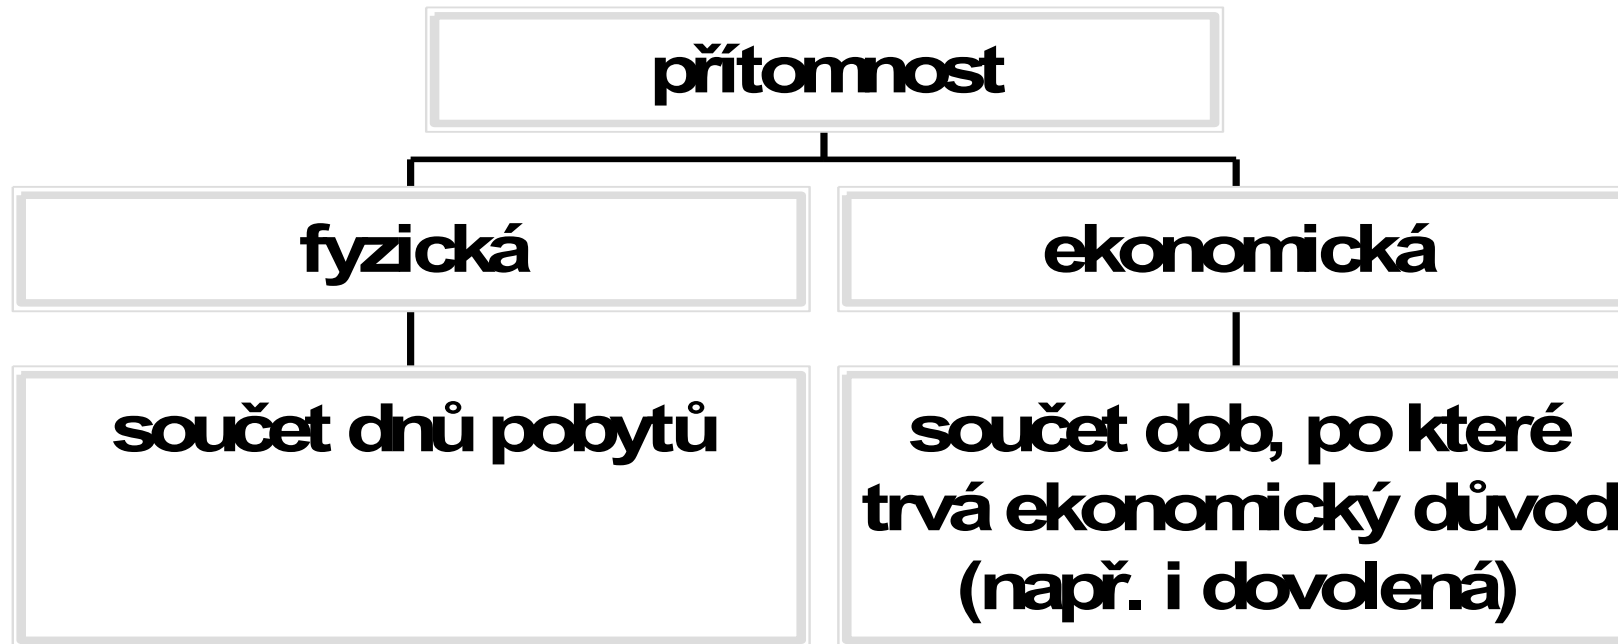 přítomnost
fyzická
ekonomická
součet dnů pobytů
součet dob, po které
trvá ekonomický důvod
(např. i dovolená)